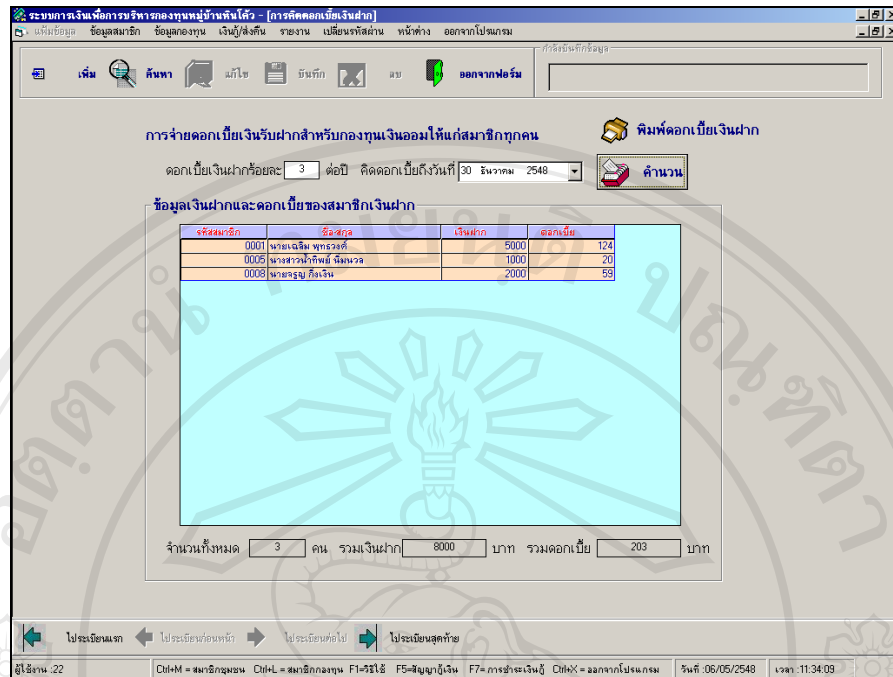 ระบบการเงินเพื่อการบริหารกองทุนหมู่บ้านหินโค้ว - [การคิดดอกเบี้ยเงินฝาก]
แฟ้มข้อมูล ข้อมูลสมาชิก ข้อมูลกองทุน เงินกู้/ส่งคืน รายงาน เปลี่ยนรหัสผ่าน หน้าต่าง ออกจากโปรแกรม
เพิ่ม ค้นหา แก้ไข บันทึก ลบ ออกจากฟอร์ม
กำลังบันทึกข้อมูล
การจ่ายดอกเบี้ยเงินรับฝากสำหรับกองทุนเงินออมให้แก่สมาชิกทุกคน
พิมพ์ดอกเบี้ยเงินฝาก
ดอกเบี้ยเงินฝากร้อยละ 3 ต่อปี คิดดอกเบี้ยถึงวันที่ 30 ธันวาคม 2548
คำนวน
ข้อมูลเงินฝากและดอกเบี้ยของสมาชิกเงินฝาก
รหัสสมาชิก ชื่อ-สกุล เงินฝาก ดอกเบี้ย
0001 นายเฉลิม พุทธวงค์ 5000 124
0005 นางสาวน้ำทิพย์ นิ่มนวล 1000 20
0008 นายจรูญ กิ่งเงิน 2000 59
จำนวนทั้งหมด 3 คน รวมเงินฝาก 8000 บาท รวมดอกเบี้ย 203 บาท
ไประเบียนแรก ไประเบียนก่อนหน้า ไประเบียนต่อไป ไประเบียนสุดท้าย
ผู้ใช้งาน :22 Ctrl+M = สมาชิกชุมชน Ctrl+L = สมาชิกกองทุน F1=วิธีใช้ F5=สัญญากู้เงิน F7=การชำระเงินกู้ Ctrl+X = ออกจากโปรแกรม วันที่ :06/05/2548 เวลา :11:34:09